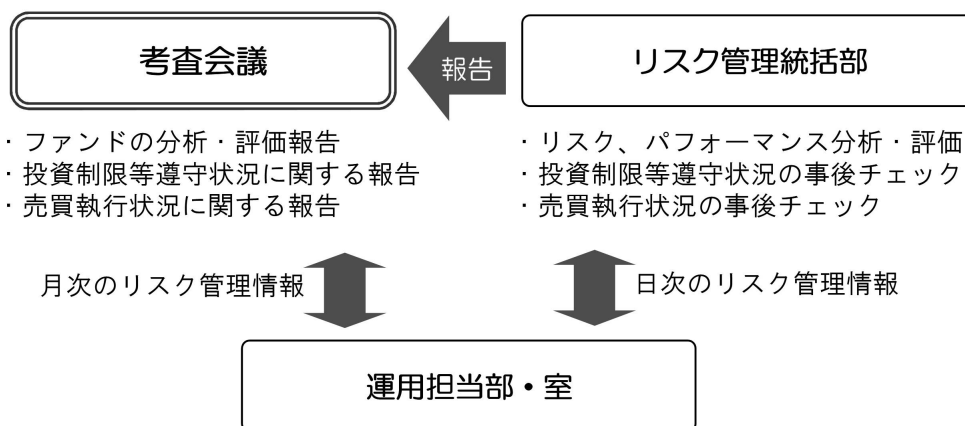 考査会議
報告
リスク管理統括部
・ファンドの分析・評価報告
・投資制限等遵守状況に関する報告
・売買執行状況に関する報告
・リスク、パフォーマンス分析・評価
・投資制限等遵守状況の事後チェック
・売買執行状況の事後チェック
月次のリスク管理情報
日次のリスク管理情報
運用担当部・室